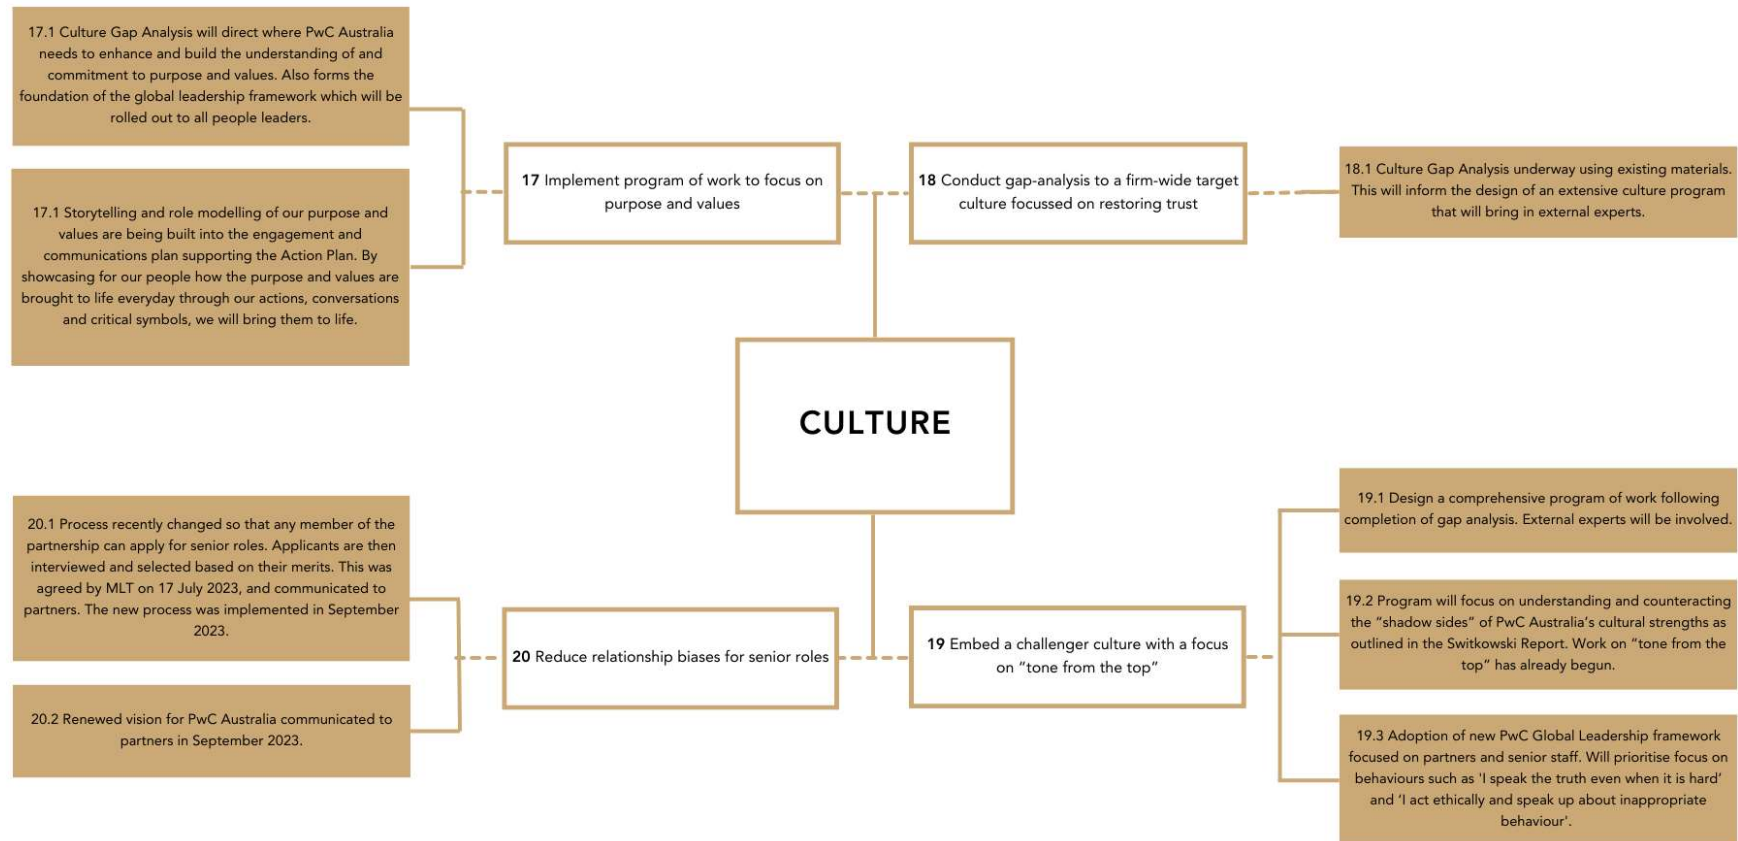 17.1 Culture Gap Analysis will direct where PwC Australia
needs to enhance and build the understanding of and
commitment to purpose and values. Also forms the
foundation of the global leadership framework which will be
rolled out to all people leaders.
17.1 Storytelling and role modelling of our purpose and
values are being built into the engagement and
communications plan supporting the Action Plan. By
showcasing for our people how the purpose and values are
brought to life everyday through our actions, conversations
and critical symbols, we will bring them to life.
17 Implement program of work to focus on
purpose and values
18 Conduct gap-analysis to a firm-wide target
culture focussed on restoring trust
18.1 Culture Gap Analysis underway using existing materials.
This will inform the design of an extensive culture program
that will bring in external experts.
CULTURE
20.1 Process recently changed so that any member of the
partnership can apply for senior roles. Applicants are then
interviewed and selected based on their merits. This was
agreed by MLT on 17 July 2023, and communicated to
partners. The new process was implemented in September
2023.
20.2 Renewed vision for PwC Australia communicated to
partners in September 2023.
20 Reduce relationship biases for senior roles
19 Embed a challenger culture with a focus
on “tone from the top”
19.1 Design a comprehensive program of work following
completion of gap analysis. External experts will be involved.
19.2 Program will focus on understanding and counteracting
the “shadow sides” of PwC Australia’s cultural strengths as
outlined in the Switkowski Report. Work on “tone from the
top” has already begun.
19.3 Adoption of new PwC Global Leadership framework
focused on partners and senior staff. Will prioritise focus on
behaviours such as 'I speak the truth even when it is hard’
and ‘I act ethically and speak up about inappropriate
behaviour'.